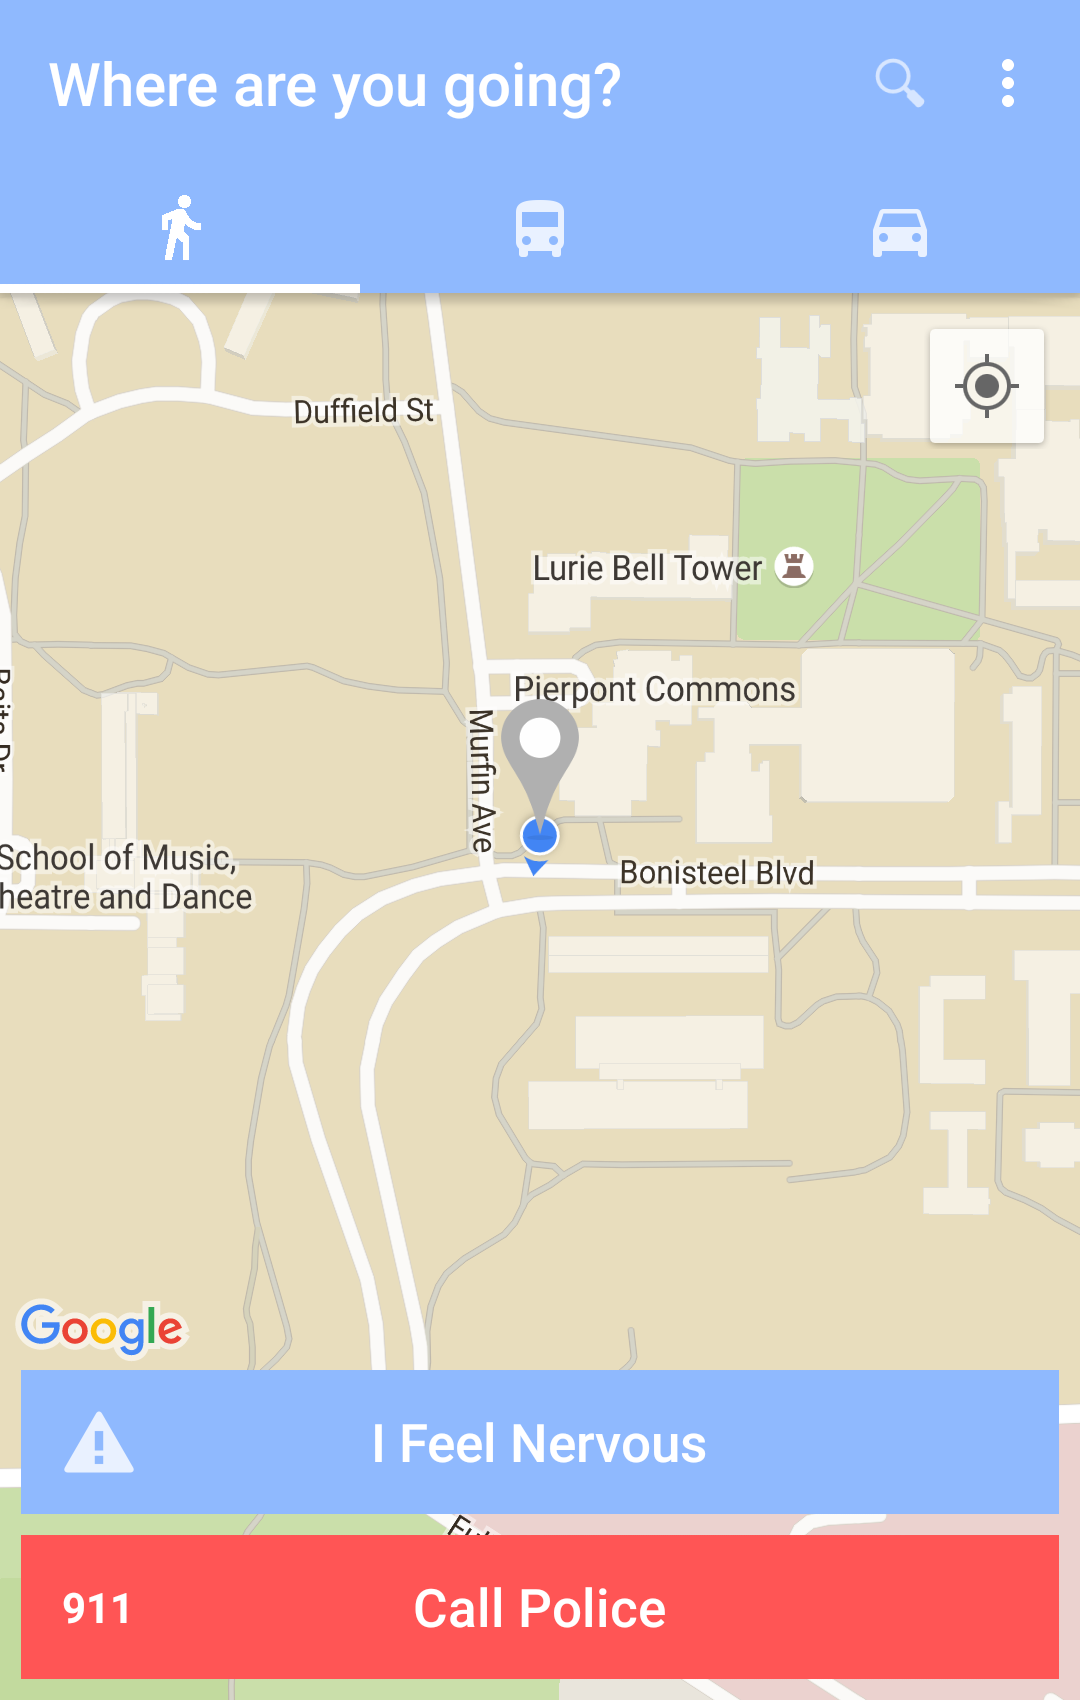 Where are you going?
Duffield St
Lurie Bell Tower
Pierpont Commons
Murfin Ave
School of Music,
heatre and Dance
Bonisteel Blvd
Google
I Feel Nervous
911
Call Police